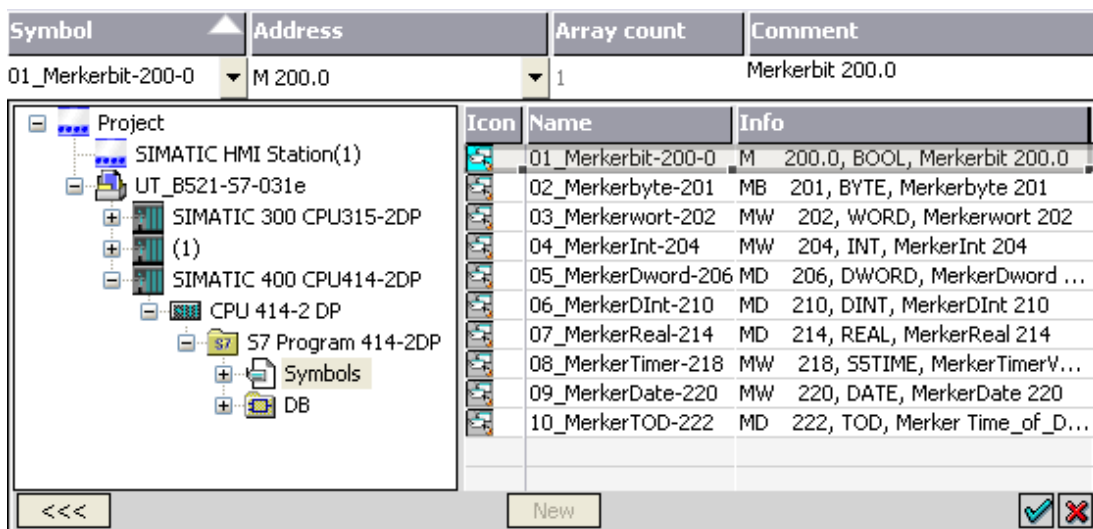 Symbol Address Array count Comment
01_Merkerbit-200-0 M 200.0 1 Merkerbit 200.0
Project
SIMATIC HMI Station(1)
UT_B521-S7-031e
SIMATIC 300 CPU315-2DP
(1)
SIMATIC 400 CPU414-2DP
CPU 414-2 DP
S7 Program 414-2DP
Symbols
DB
Icon Name Info
01_Merkerbit-200-0 M 200.0, BOOL, Merkerbit 200.0
02_Merkerbyte-201 MB 201, BYTE, Merkerbyte 201
03_Merkerwort-202 MW 202, WORD, Merkerwort 202
04_MerkerInt-204 MW 204, INT, MerkerInt 204
05_MerkerDword-206 MD 206, DWORD, MerkerDword ...
06_MerkerDInt-210 MD 210, DINT, MerkerDInt 210
07_MerkerReal-214 MD 214, REAL, MerkerReal 214
08_MerkerTimer-218 MW 218, S5TIME, MerkerTimerV...
09_MerkerDate-220 MW 220, DATE, MerkerDate 220
10_MerkerTOD-222 MD 222, TOD, Merker Time_of_D...
<<< New